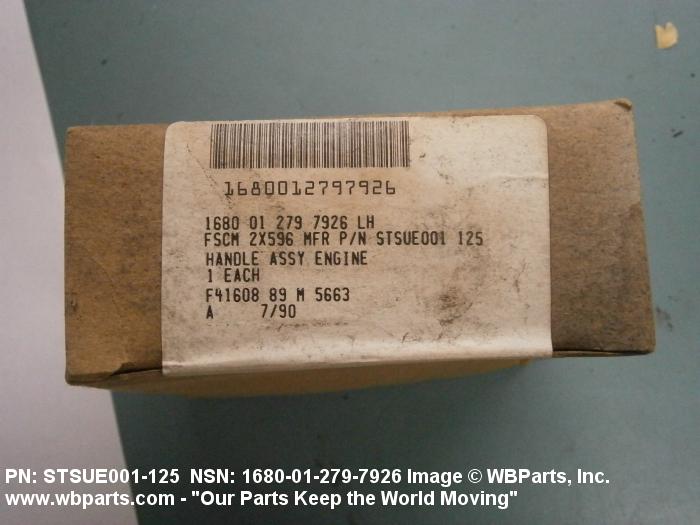 1680012797926
1680 01 279 7926 LH
FSCM 2X596 MFR P/N STSUE001 125
HANDLE ASSY ENGINE
1 EACH
F41608 89 M 5663
A 7/90
PN: STSUE001-125 NSN: 1680-01-279-7926 Image © WBParts, Inc.
www.wbparts.com - "Our Parts Keep the World Moving"